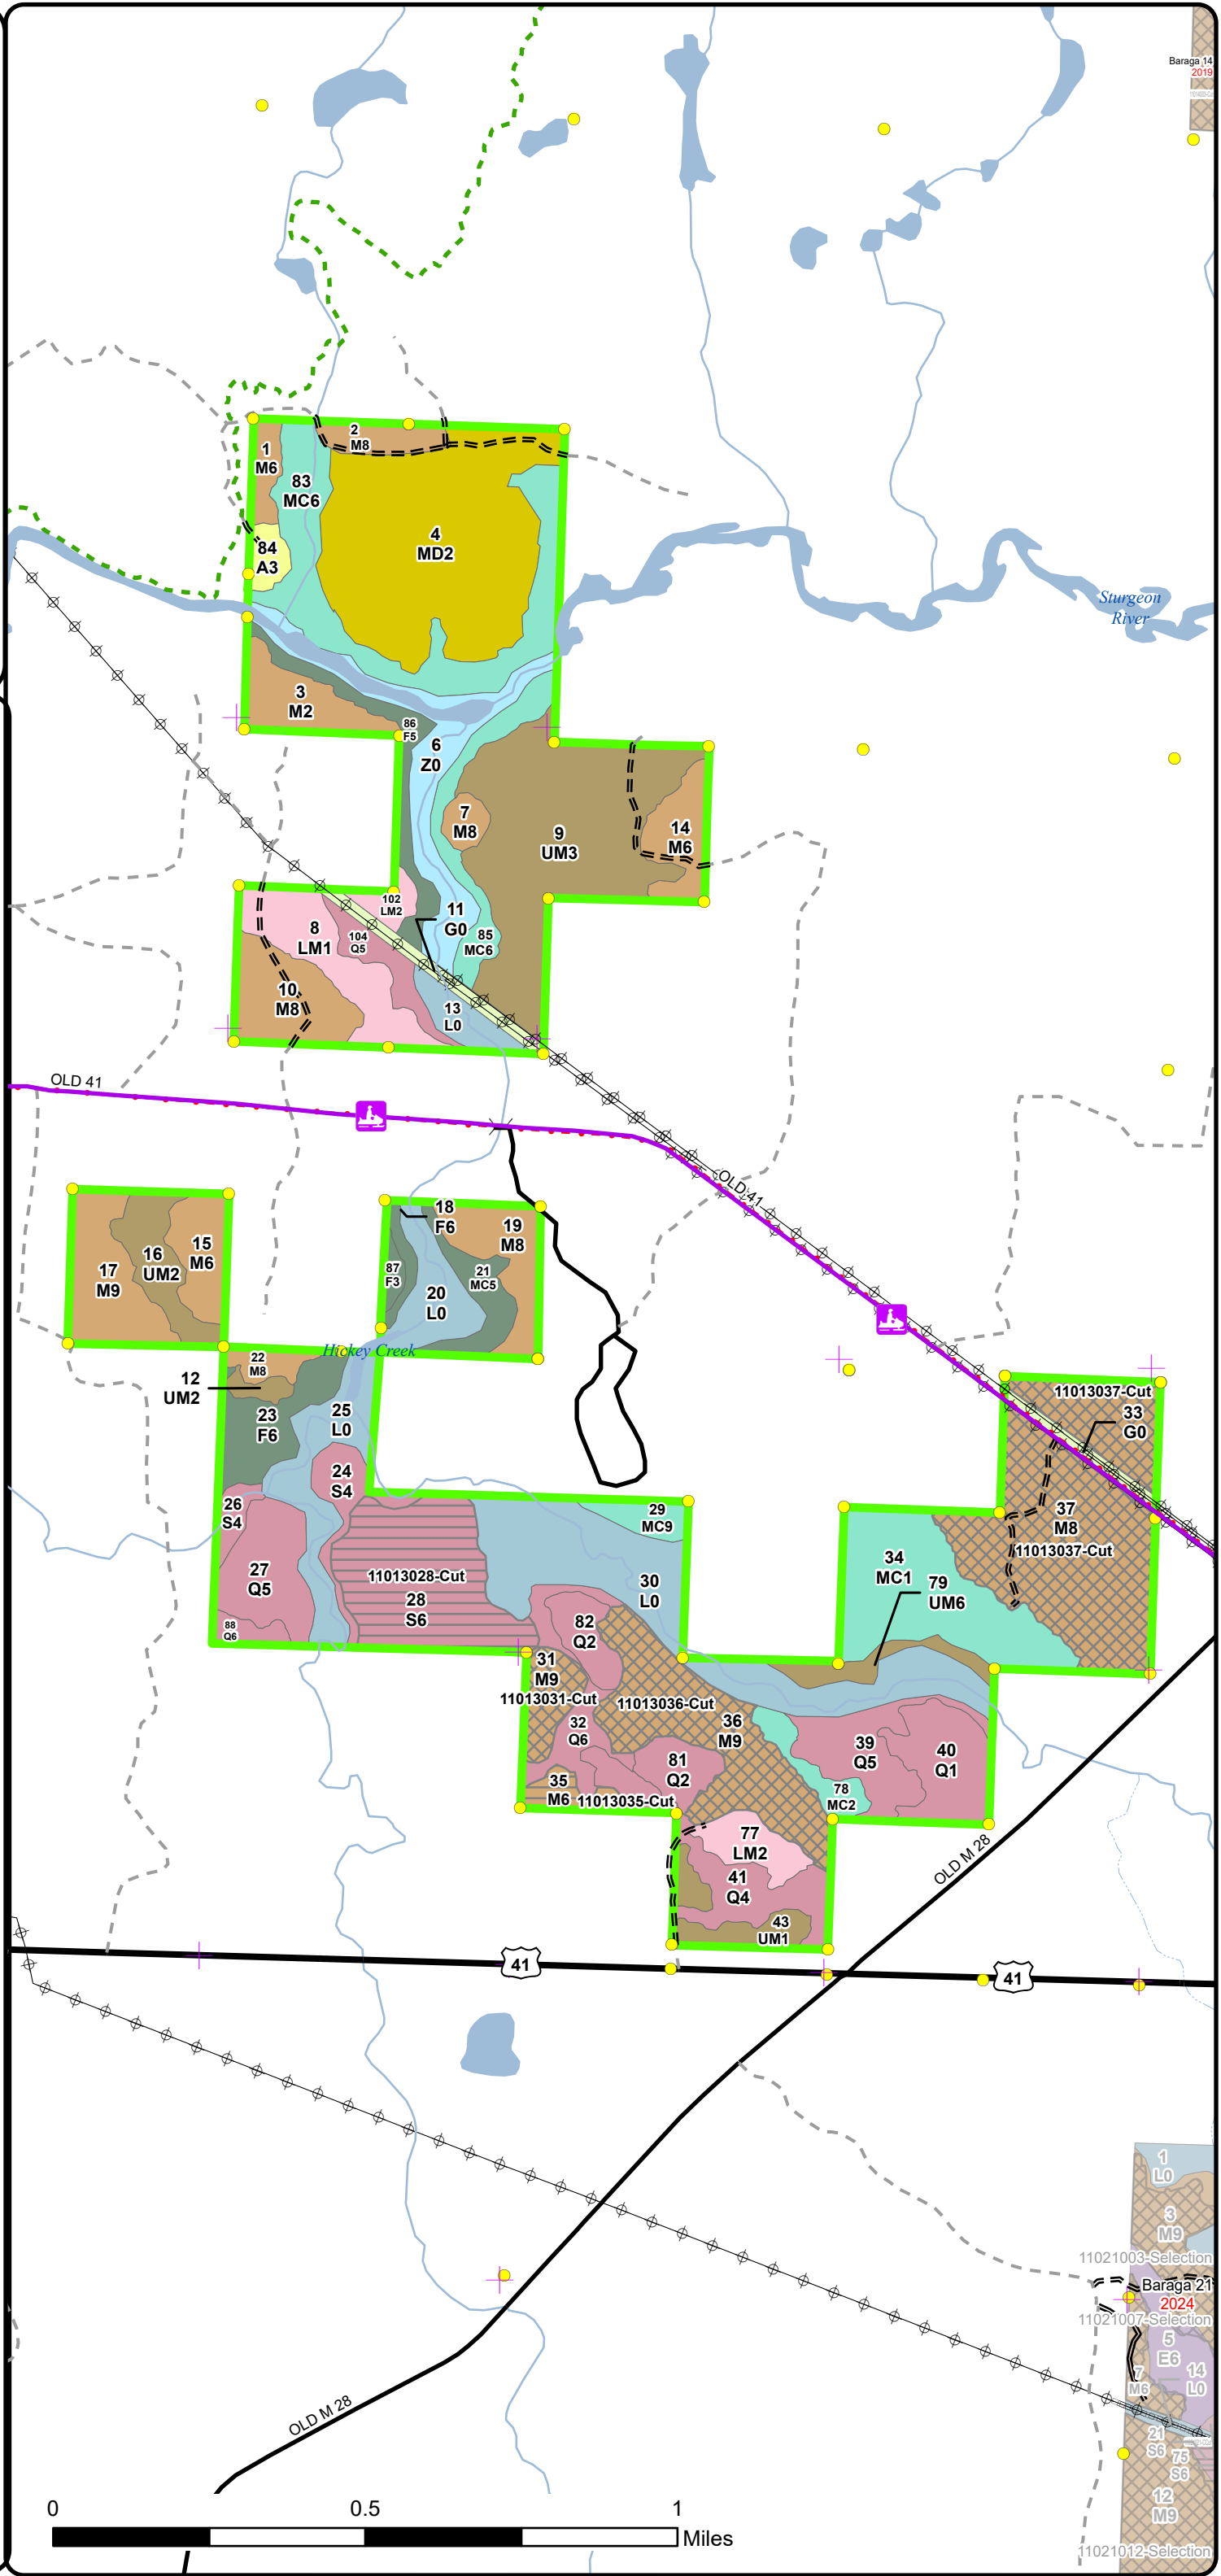 Baraga 14
2019
2
M8
1
M6
83
MC6
4
MD2
84
A3
Sturgeon
River
3
M2
86
F5
6
Z0
7
M8
9
UM3
14
M6
102
LM2
8
LM1
104
Q5
11
G0
85
MC6
10
M8
13
L0
OLD 41
OLD 41
18
F6
19
M8
16
UM2
15
M6
17
M9
87
F3
21
MC5
20
L0
Hickey Creek
22
M8
12
UM2
23
F6
25
L0
11013037-Cut
33
G0
24
S4
26
S4
29
MC9
37
M8
11013037-Cut
27
Q5
11013028-Cut
28
S6
30
L0
34
MC1
79
UM6
88
Q6
82
Q2
31
M9
11013031-Cut
11013036-Cut
32
Q6
36
M9
39
Q5
40
Q1
81
Q2
35
M6
11013035-Cut
78
MC2
77
LM2
41
Q4
OLD M 28
43
UM1
41
41
1
L0
3
M9
11021003-Selection
Baraga 21
2024
11021007-Selection
5
E6
7
M6
14
L0
21
S6
75
S6
12
M9
OLD M 28
11021012-Selection
0 0.5 1
Miles